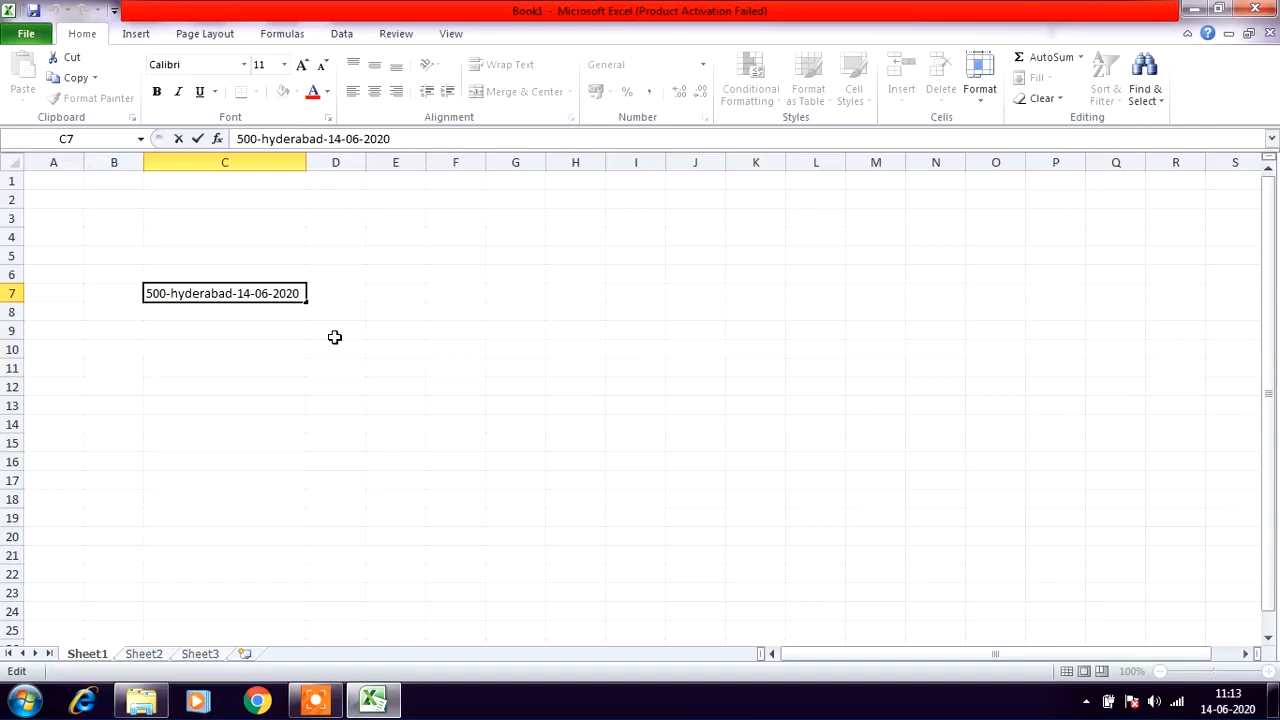 Book1 - Microsoft Excel (Product Activation Failed)
File Home Insert Page Layout Formulas Data Review View
Paste
Cut
Copy
Format Painter
Clipboard
Calibri 11
B I U
Font
Wrap Text
Merge & Center
Alignment
General
Number
Conditional Formatting
Format as Table
Cell Styles
Styles
Insert Delete Format
Cells
Σ AutoSum
Fill
Clear
Sort & Filter
Find & Select
Editing
C7 fx 500-hyderabad-14-06-2020
A B C D E F G H I J K L M N O P Q R S
1
2
3
4
5
6
7 500-hyderabad-14-06-2020
8
9
10
11
12
13
14
15
16
17
18
19
20
21
22
23
24
25
Sheet1 Sheet2 Sheet3
Edit 100%
11:13
14-06-2020